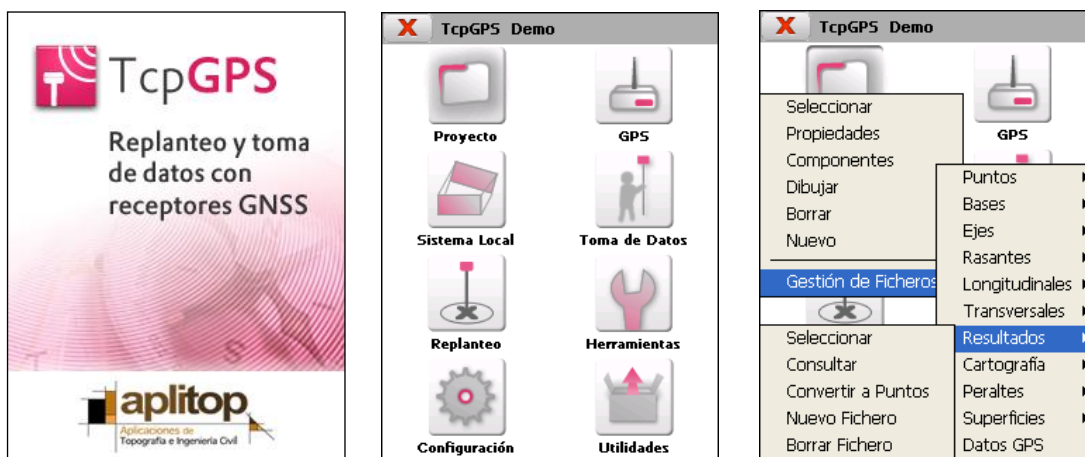 TcpGPS
Replanteo y toma
de datos con
receptores GNSS
aplitop
Aplicaciones de
Topografía e Ingeniería Civil
X TcpGPS Demo
Proyecto
GPS
Sistema Local
Toma de Datos
Replanteo
Herramientas
Configuración
Utilidades
X TcpGPS Demo
GPS
Seleccionar
Propiedades
Componentes
Dibujar
Borrar
Nuevo
Gestión de Ficheros
Puntos
Bases
Ejes
Rasantes
Longitudinales
Transversales
Resultados
Cartografía
Peraltes
Superficies
Datos GPS
Seleccionar
Consultar
Convertir a Puntos
Nuevo Fichero
Borrar Fichero